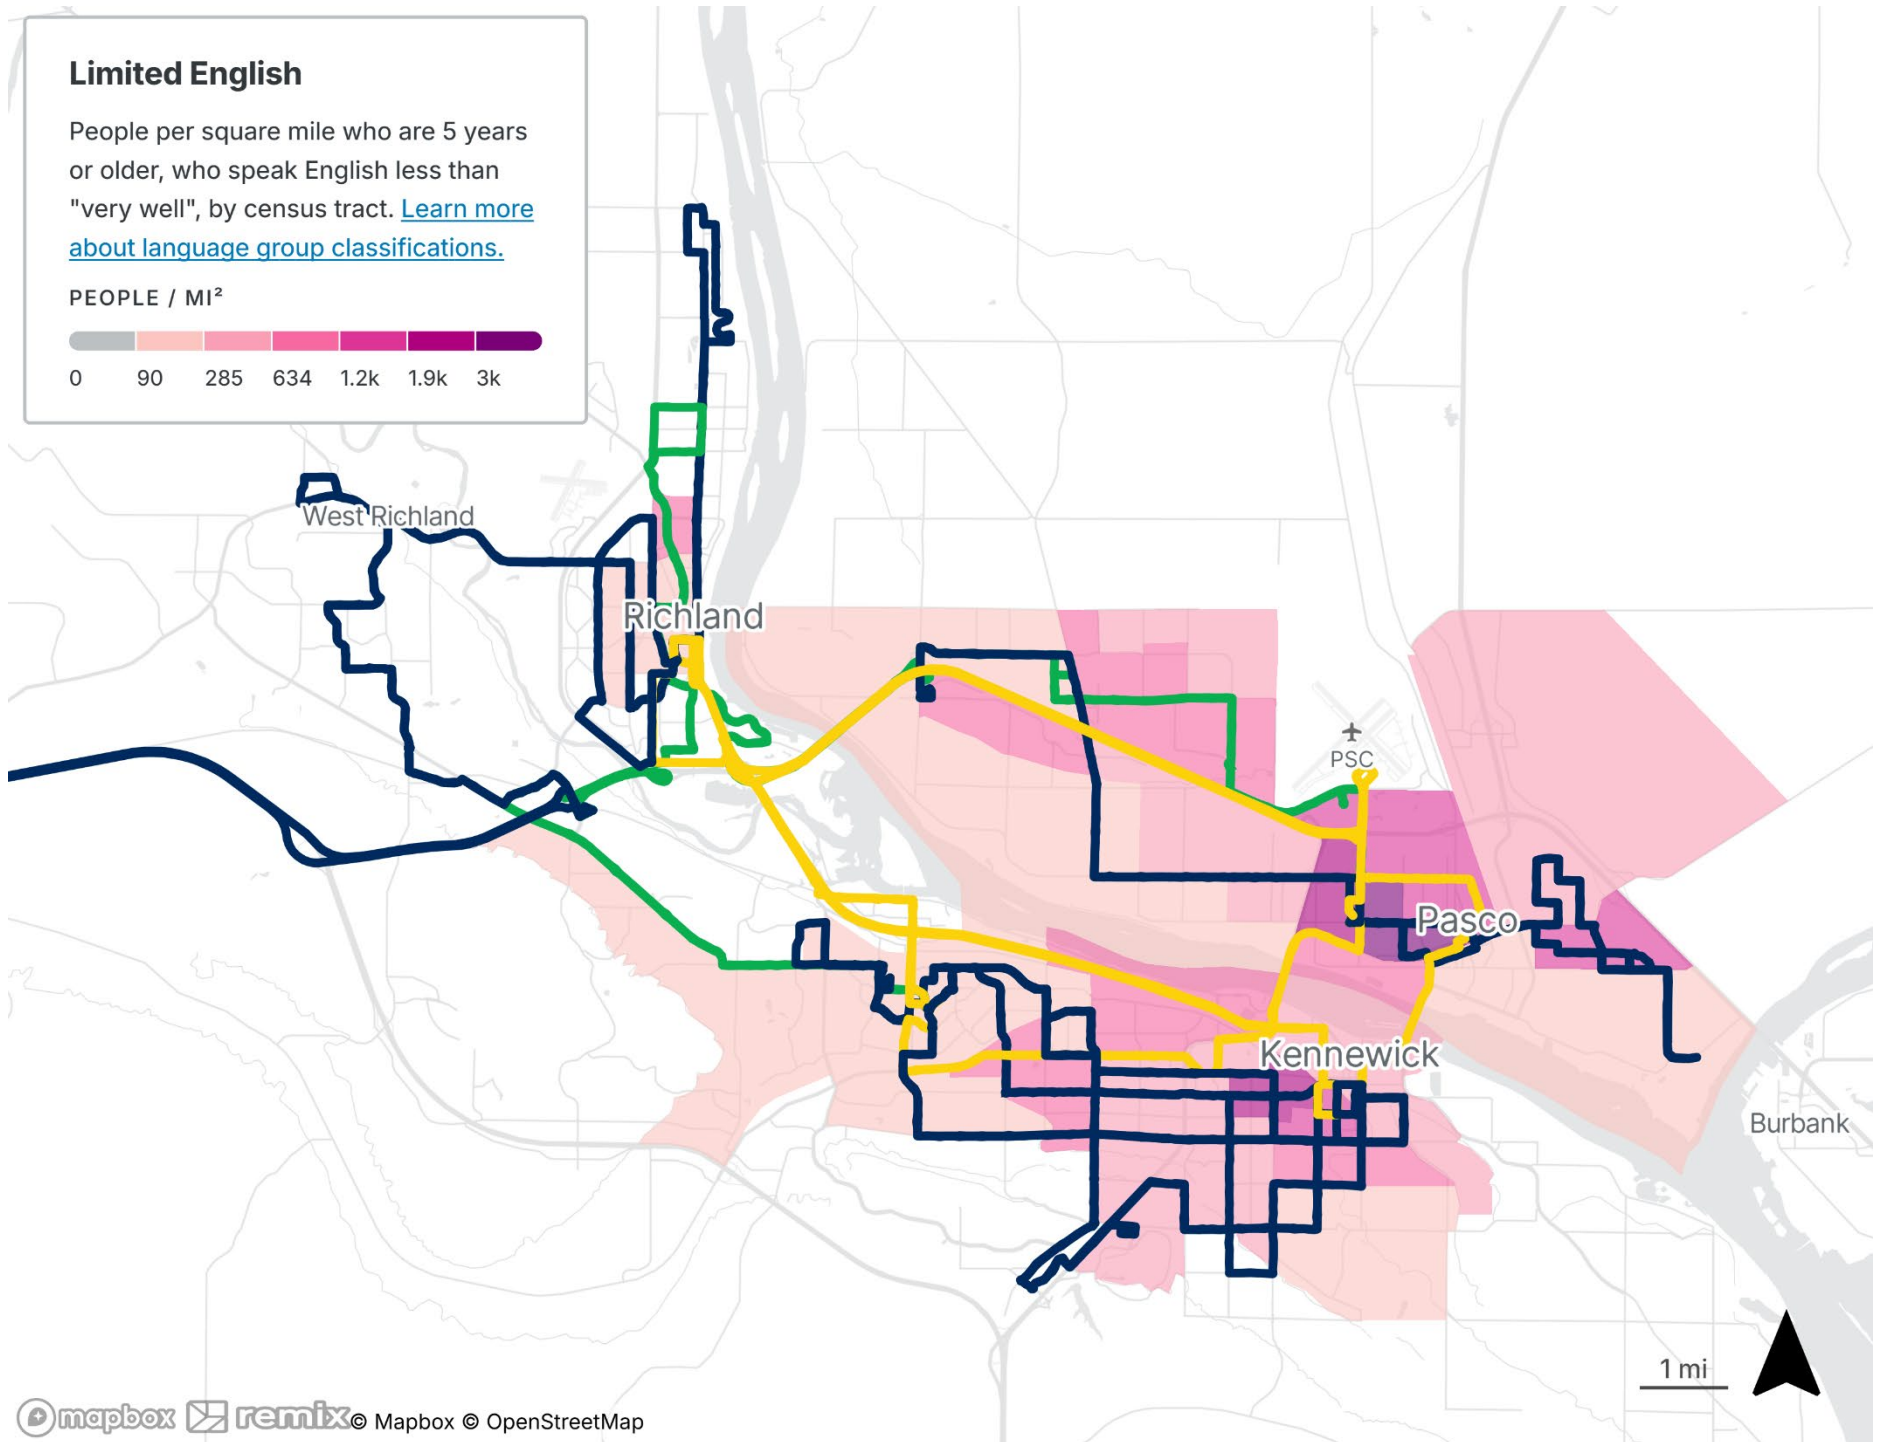 Limited English
People per square mile who are 5 years
or older, who speak English less than
"very well", by census tract. Learn more
about language group classifications.
PEOPLE / MI²
0 90 285 634 1.2k 1.9k 3k
West Richland
Richland
PSC
Pasco
Kennewick
Burbank
1 mi
mapbox remix © Mapbox © OpenStreetMap